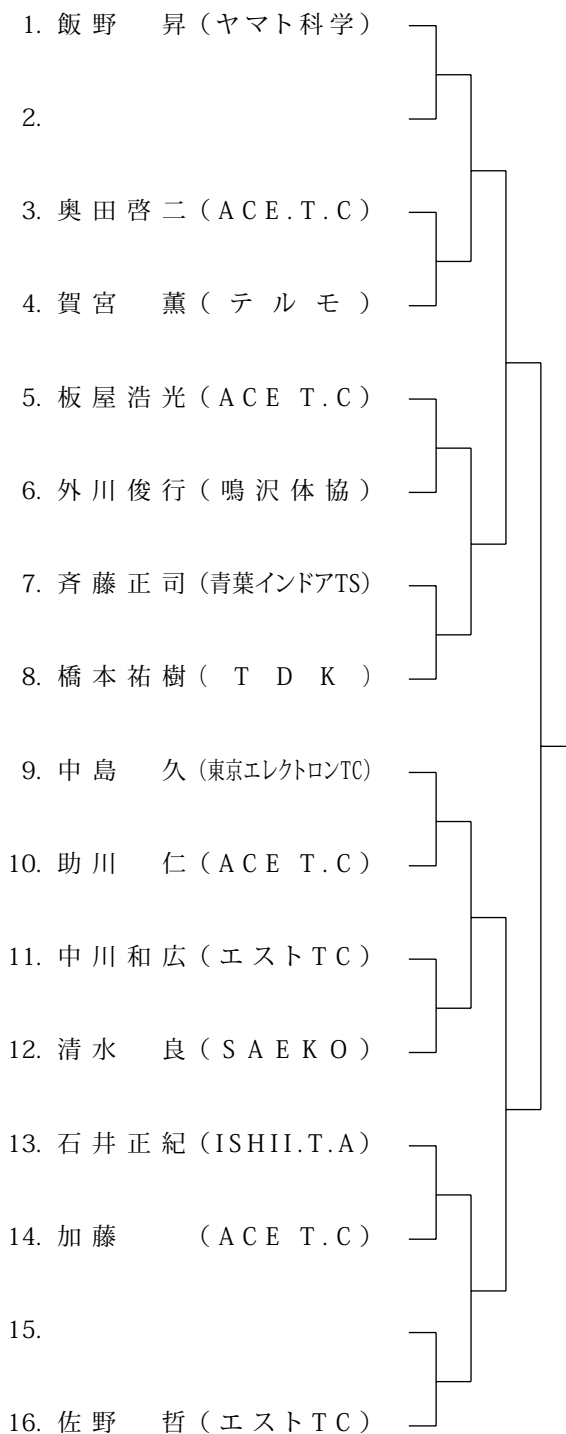 1. 飯野 昇（ヤマト科学）
2.
3. 奥田啓二（ACE.T.C）
4. 賀宮 薫（テルモ）
5. 板屋浩光（ACE T.C）
6. 外川俊行（鳴沢体協）
7. 斉藤正司（青葉インドアTS）
8. 橋本祐樹（TDK）
9. 中島 久（東京エレクトロンTC）
10. 助川 仁（ACE T.C）
11. 中川和広（エストTC）
12. 清水 良（SAEKO）
13. 石井正紀（ISHII.T.A）
14. 加藤 （ACE T.C）
15.
16. 佐野 哲（エストTC）